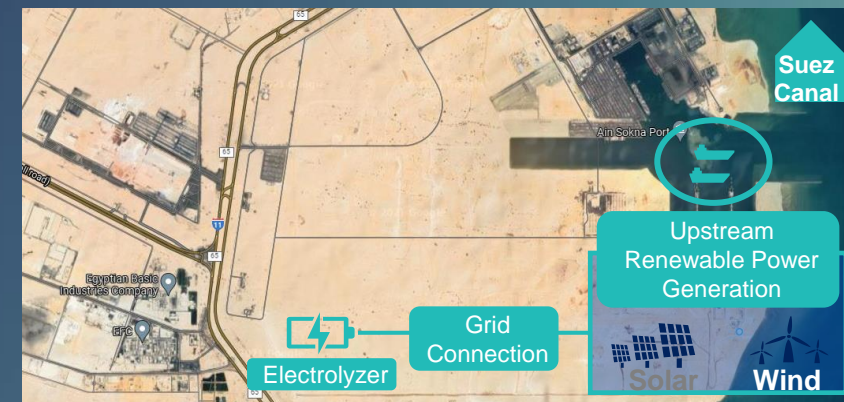 65
Suez
Canal
Ain Sokna Port
65
Railroad)
11
65
Upstream
Renewable Power
Generation
Egyptian Basic
Industries Company
EFC
Grid
Connection
Electrolyzer
Solar
Wind
65